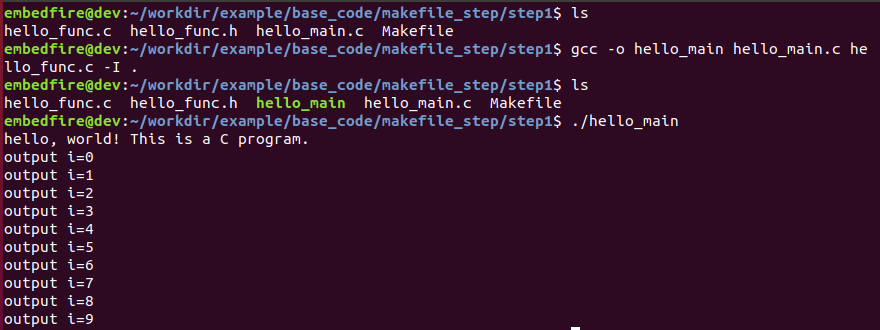 embedfire@dev:~/workdir/example/base_code/makefile_step/step1$ ls
hello_func.c  hello_func.h  hello_main.c  Makefile
embedfire@dev:~/workdir/example/base_code/makefile_step/step1$ gcc -o hello_main hello_main.c he
llo_func.c -I .
embedfire@dev:~/workdir/example/base_code/makefile_step/step1$ ls
hello_func.c  hello_func.h  hello_main  hello_main.c  Makefile
embedfire@dev:~/workdir/example/base_code/makefile_step/step1$ ./hello_main
hello, world! This is a C program.
output i=0
output i=1
output i=2
output i=3
output i=4
output i=5
output i=6
output i=7
output i=8
output i=9